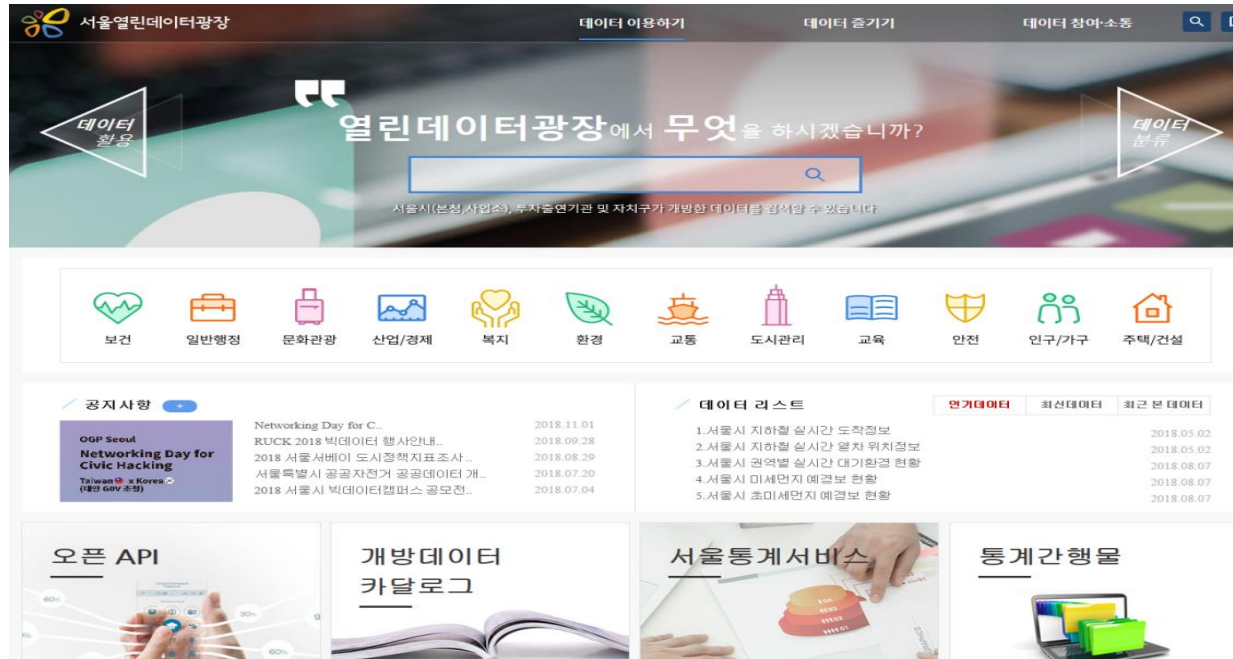 서울열린데이터광장
데이터 이용하기
데이터 즐기기
데이터 참여·소통
데이터
활용
열린데이터광장에서 무엇을 하시겠습니까?
데이터
분류
서울시(본청,사업소), 투자출연기관 및 자치구가 개방한 데이터를 검색할 수 있습니다.
보건
일반행정
문화관광
산업/경제
복지
환경
교통
도시관리
교육
안전
인구/가구
주택/건설
공지사항
OGP Seoul
Networking Day for
Civic Hacking
Taiwan x Korea
(대만 GOV 초청)
Networking Day for C.. 2018.11.01
RUCK 2018 빅데이터 행사안내.. 2018.09.28
2018 서울서베이 도시정책지표조사.. 2018.08.29
서울특별시 공공자전거 공공데이터 개.. 2018.07.20
2018 서울시 빅데이터캠퍼스 공모전.. 2018.07.04
데이터 리스트
인기데이터
최신데이터
최근 본 데이터
1.서울시 지하철 실시간 도착정보 2018.05.02
2.서울시 지하철 실시간 열차 위치정보 2018.05.02
3.서울시 권역별 실시간 대기환경 현황 2018.08.07
4.서울시 미세먼지 예경보 현황 2018.08.07
5.서울시 초미세먼지 예경보 현황 2018.08.07
오픈 API
개방데이터
카달로그
서울통계서비스
통계간행물
60%
30%
60%